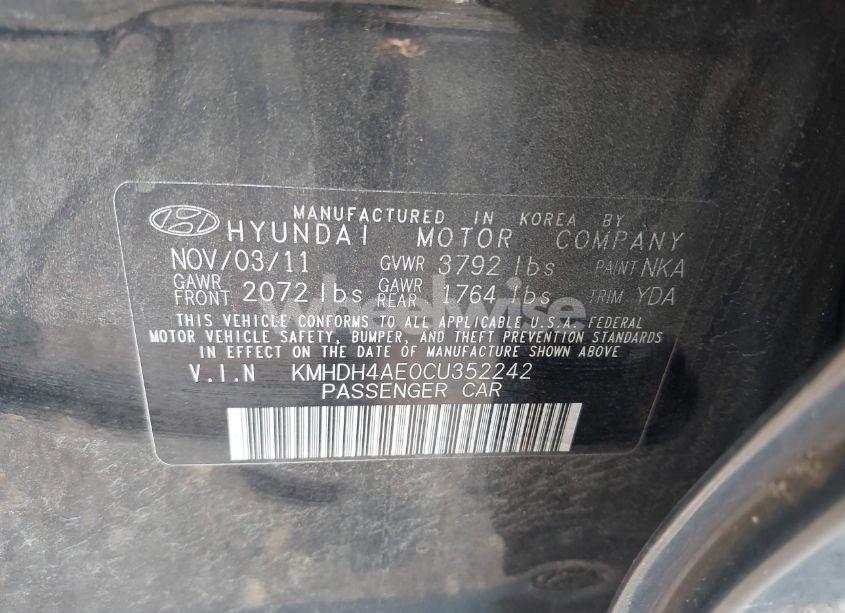 MANUFACTURED IN KOREA BY
HYUNDAI MOTOR COMPANY
NOV/03/11 GVWR 3792 lbs PAINT NKA
GAWR FRONT 2072 lbs GAWR REAR 1764 lbs TRIM YDA
THIS VEHICLE CONFORMS TO ALL APPLICABLE U.S.A. FEDERAL
MOTOR VEHICLE SAFETY, BUMPER, AND THEFT PREVENTION STANDARDS
IN EFFECT ON THE DATE OF MANUFACTURE SHOWN ABOVE
V.I.N KMHDH4AE0CU352242
PASSENGER CAR